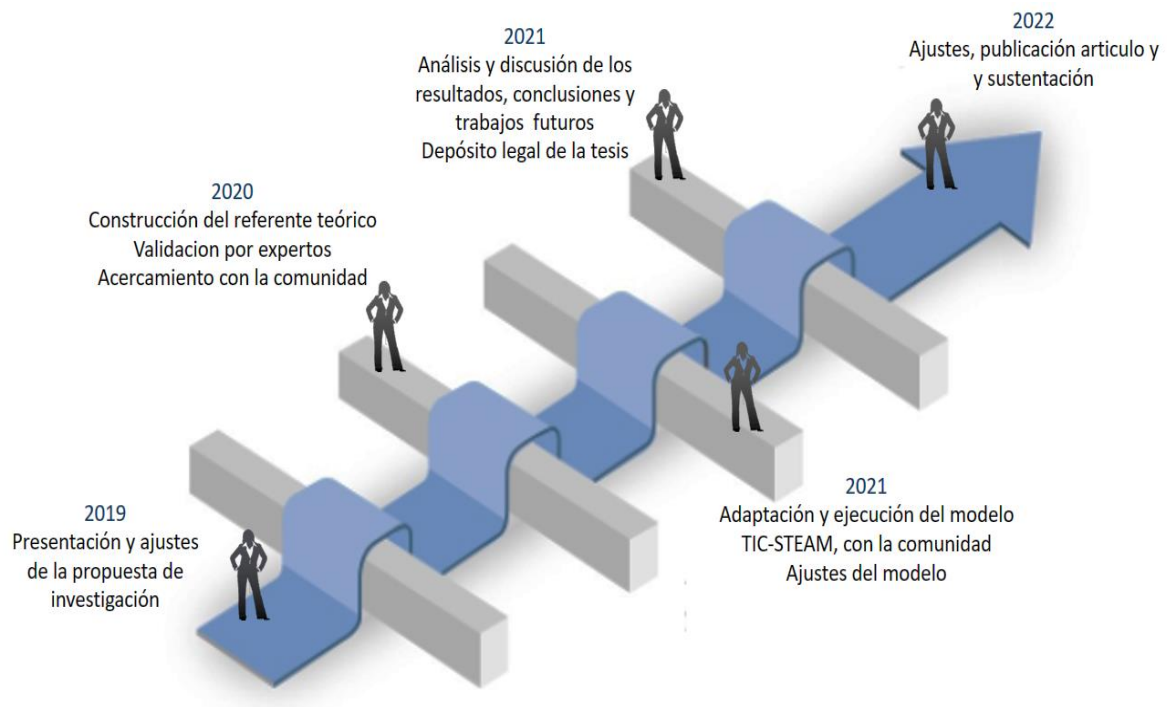 2019
Presentación y ajustes
de la propuesta de
investigación
2020
Construcción del referente teórico
Validacion por expertos
Acercamiento con la comunidad
2021
Adaptación y ejecución del modelo
TIC-STEAM, con la comunidad
Ajustes del modelo
2021
Análisis y discusión de los
resultados, conclusiones y
trabajos futuros
Depósito legal de la tesis
2022
Ajustes, publicación articulo y
y sustentación